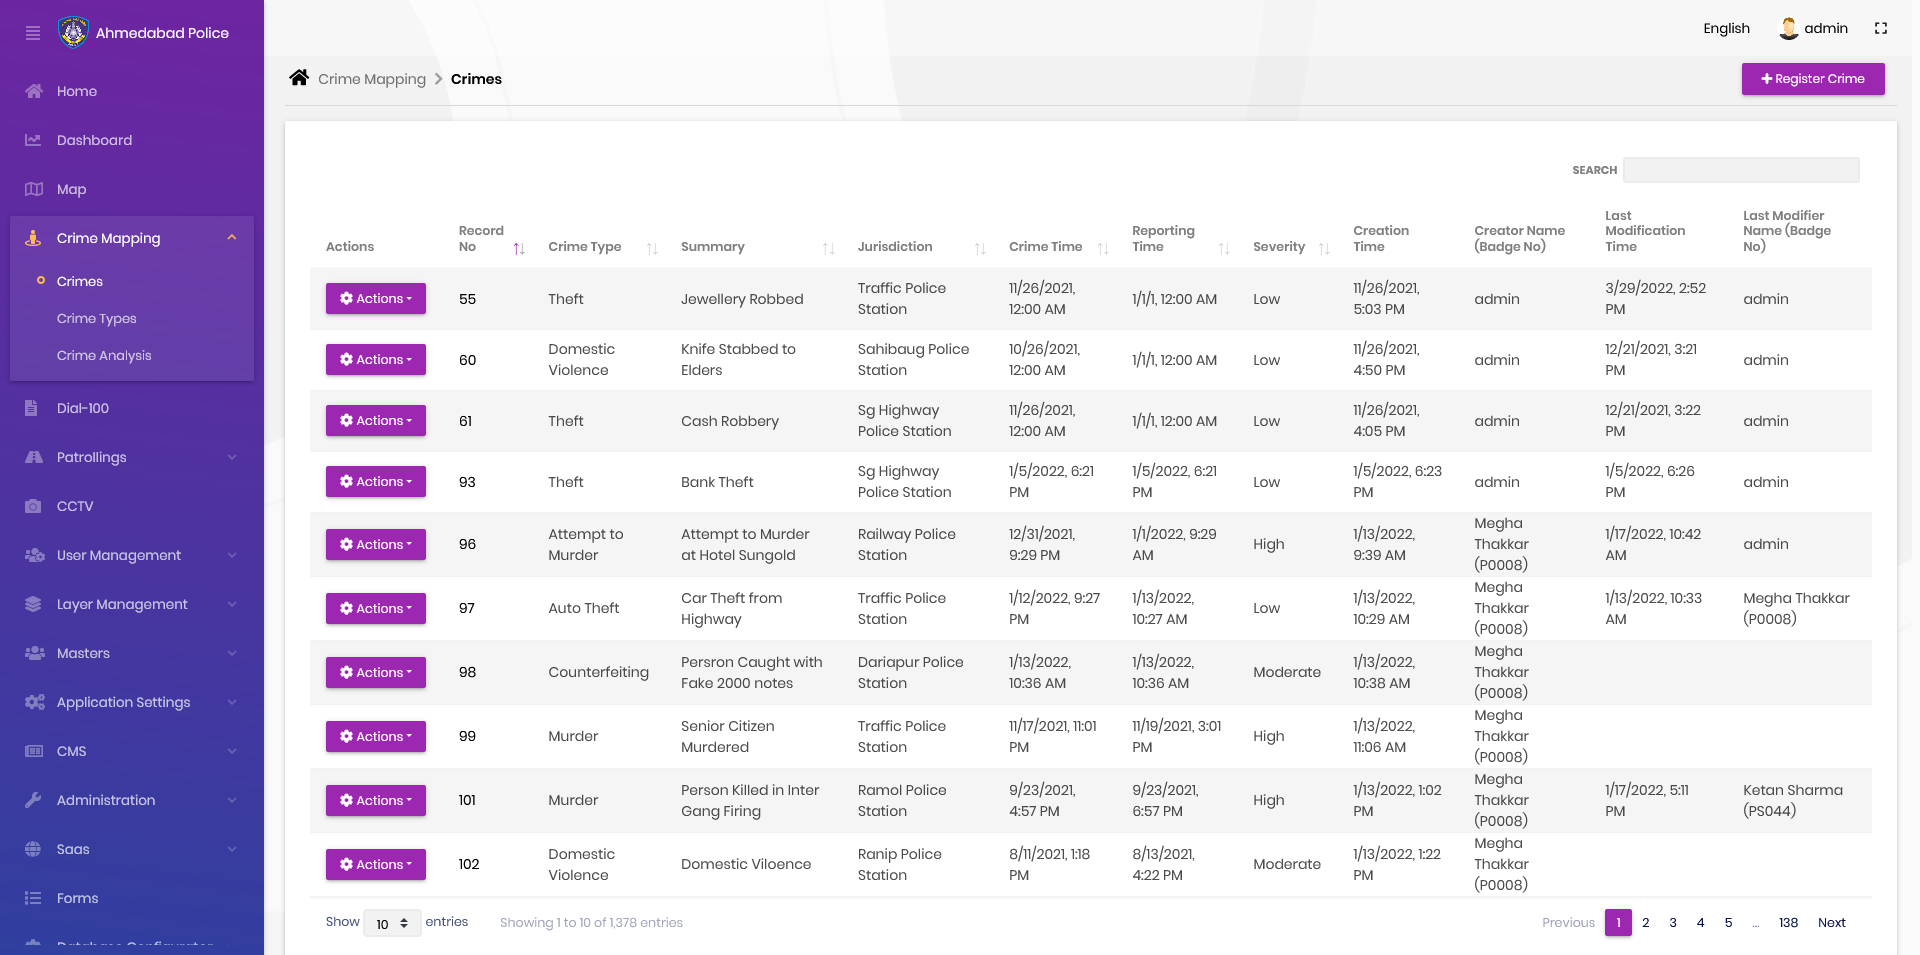 Ahmedabad Police
English
admin
Home
Dashboard
Map
Crime Mapping
Crimes
Crime Types
Crime Analysis
Dial-100
Patrollings
CCTV
User Management
Layer Management
Masters
Application Settings
CMS
Administration
Saas
Forms
Database Configurator
Crime Mapping > Crimes
+ Register Crime
SEARCH
Actions
Record No
Crime Type
Summary
Jurisdiction
Crime Time
Reporting Time
Severity
Creation Time
Creator Name (Badge No)
Last Modification Time
Last Modifier Name (Badge No)
Actions 55 Theft Jewellery Robbed Traffic Police Station 11/26/2021, 12:00 AM 1/1/1, 12:00 AM Low 11/26/2021, 5:03 PM admin 3/29/2022, 2:52 PM admin
Actions 60 Domestic Violence Knife Stabbed to Elders Sahibaug Police Station 10/26/2021, 12:00 AM 1/1/1, 12:00 AM Low 11/26/2021, 4:50 PM admin 12/21/2021, 3:21 PM admin
Actions 61 Theft Cash Robbery Sg Highway Police Station 11/26/2021, 12:00 AM 1/1/1, 12:00 AM Low 11/26/2021, 4:05 PM admin 12/21/2021, 3:22 PM admin
Actions 93 Theft Bank Theft Sg Highway Police Station 1/5/2022, 6:21 PM 1/5/2022, 6:21 PM Low 1/5/2022, 6:23 PM admin 1/5/2022, 6:26 PM admin
Actions 96 Attempt to Murder Attempt to Murder at Hotel Sungold Railway Police Station 12/31/2021, 9:29 PM 1/1/2022, 9:29 AM High 1/13/2022, 9:39 AM Megha Thakkar (P0008) 1/17/2022, 10:42 AM admin
Actions 97 Auto Theft Car Theft from Highway Traffic Police Station 1/12/2022, 9:27 PM 1/13/2022, 10:27 AM Low 1/13/2022, 10:29 AM Megha Thakkar (P0008) 1/13/2022, 10:33 AM Megha Thakkar (P0008)
Actions 98 Counterfeiting Persron Caught with Fake 2000 notes Dariapur Police Station 1/13/2022, 10:36 AM 1/13/2022, 10:36 AM Moderate 1/13/2022, 10:38 AM Megha Thakkar (P0008)
Actions 99 Murder Senior Citizen Murdered Traffic Police Station 11/17/2021, 11:01 PM 11/19/2021, 3:01 PM High 1/13/2022, 11:06 AM Megha Thakkar (P0008)
Actions 101 Murder Person Killed in Inter Gang Firing Ramol Police Station 9/23/2021, 4:57 PM 9/23/2021, 6:57 PM High 1/13/2022, 1:02 PM Megha Thakkar (P0008) 1/17/2022, 5:11 PM Ketan Sharma (PS044)
Actions 102 Domestic Violence Domestic Viloence Ranip Police Station 8/11/2021, 1:18 PM 8/13/2021, 4:22 PM Moderate 1/13/2022, 1:22 PM Megha Thakkar (P0008)
Show 10 entries Showing 1 to 10 of 1,378 entries
Previous 1 2 3 4 5 … 138 Next